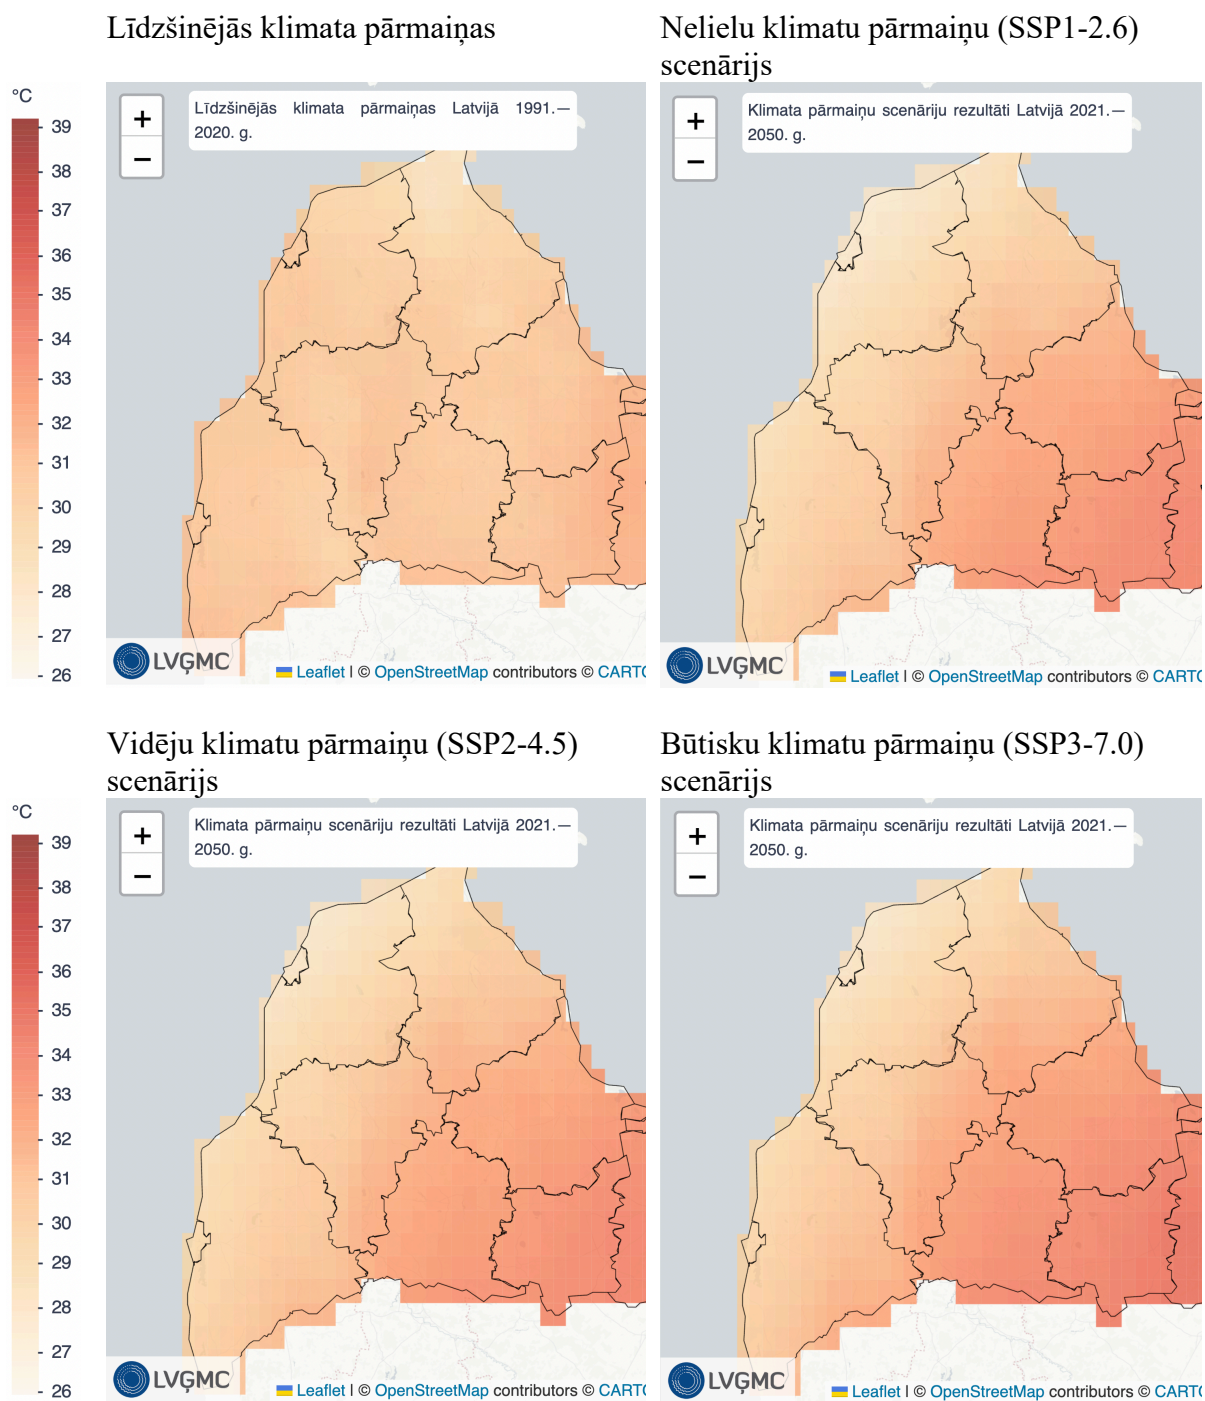 Līdzšinējās klimata pārmaiņas
Nelielu klimatu pārmaiņu (SSP1-2.6)
scenārijs
°C
39
38
37
36
35
34
33
32
31
30
29
28
27
26
+
−
Līdzšinējās klimata pārmaiņas Latvijā 1991.—
2020. g.
LVĢMC
Leaflet | © OpenStreetMap contributors © CARTO
+
−
Klimata pārmaiņu scenāriju rezultāti Latvijā 2021.—
2050. g.
LVĢMC
Leaflet | © OpenStreetMap contributors © CARTO
Vidēju klimatu pārmaiņu (SSP2-4.5)
scenārijs
Būtisku klimatu pārmaiņu (SSP3-7.0)
scenārijs
°C
39
38
37
36
35
34
33
32
31
30
29
28
27
26
+
−
Klimata pārmaiņu scenāriju rezultāti Latvijā 2021.—
2050. g.
LVĢMC
Leaflet | © OpenStreetMap contributors © CARTO
+
−
Klimata pārmaiņu scenāriju rezultāti Latvijā 2021.—
2050. g.
LVĢMC
Leaflet | © OpenStreetMap contributors © CARTO